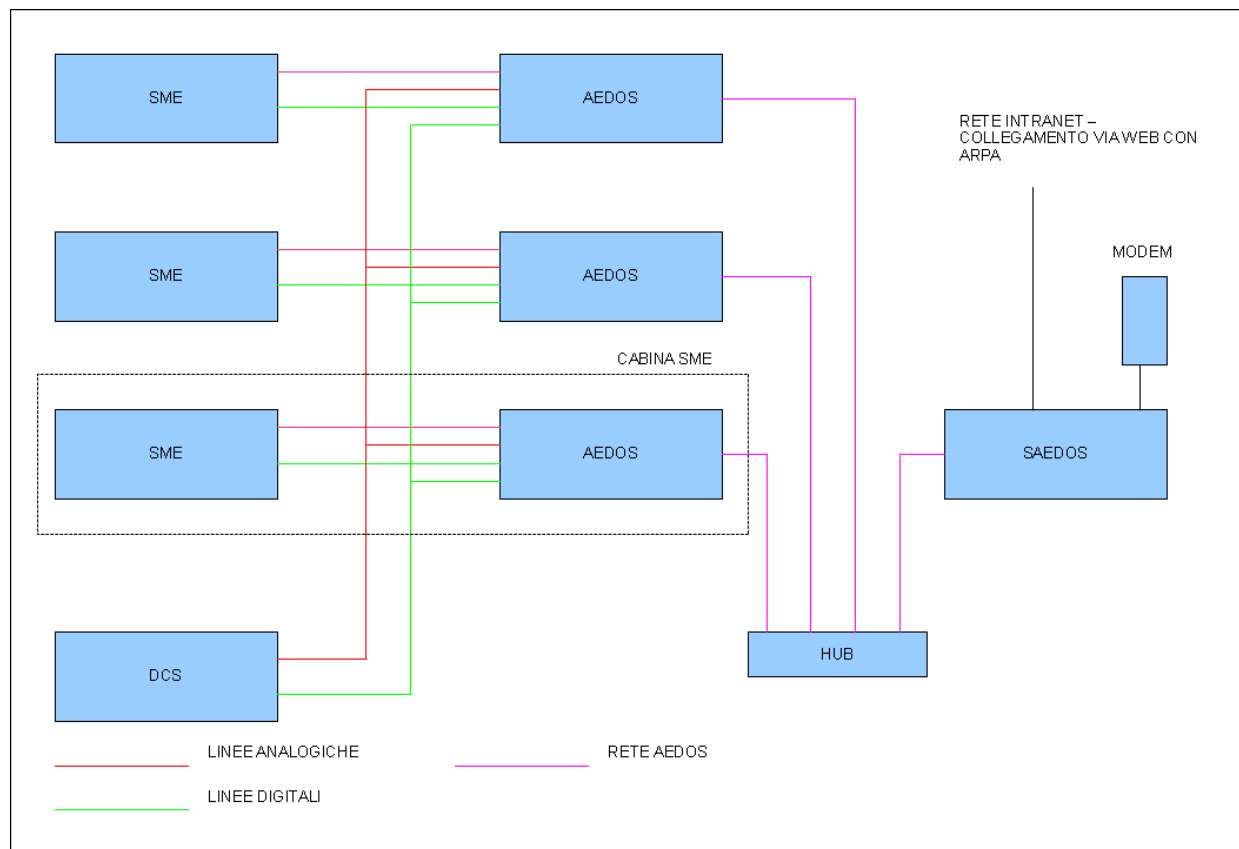 SME
AEDOS
RETE INTRANET –
COLLEGAMENTO VIA WEB CON
ARPA
SME
AEDOS
MODEM
CABINA SME
SME
AEDOS
SAEDOS
DCS
HUB
LINEE ANALOGICHE
RETE AEDOS
LINEE DIGITALI